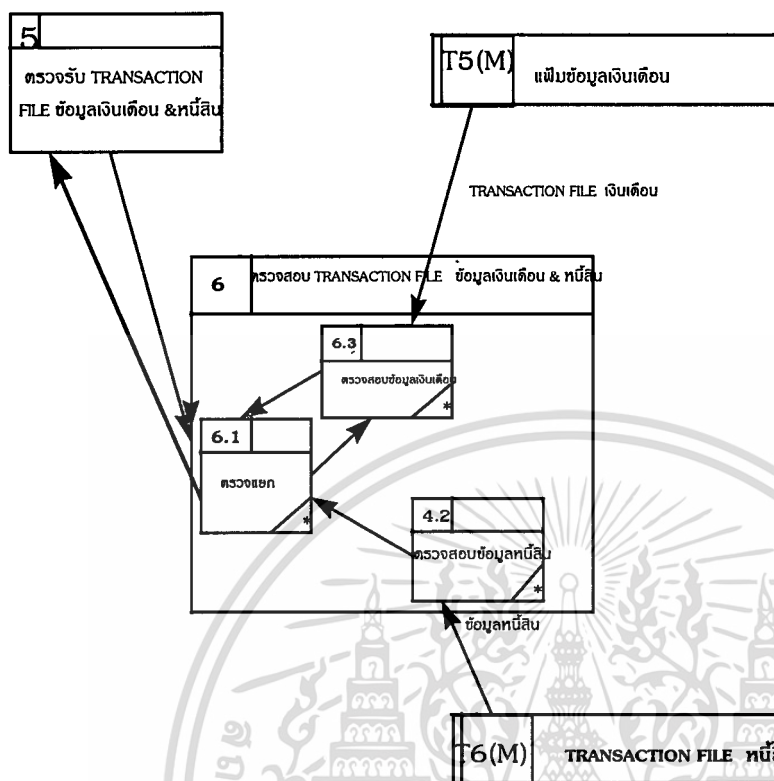 5
ตรวจรับ TRANSACTION
FILE ข้อมูลเงินเดือน &หนี้สิน
T5(M)
แฟ้มข้อมูลเงินเดือน
TRANSACTION FILE เงินเดือน
6
ตรวจสอบ TRANSACTION FILE ข้อมูลเงินเดือน & หนี้สิน
6.3
ตรวจสอบข้อมูลเงินเดือน
*
6.1
ตรวจแยก
*
4.2
ตรวจสอบข้อมูลหนี้สิน
*
ข้อมูลหนี้สิน
T6(M)
TRANSACTION FILE